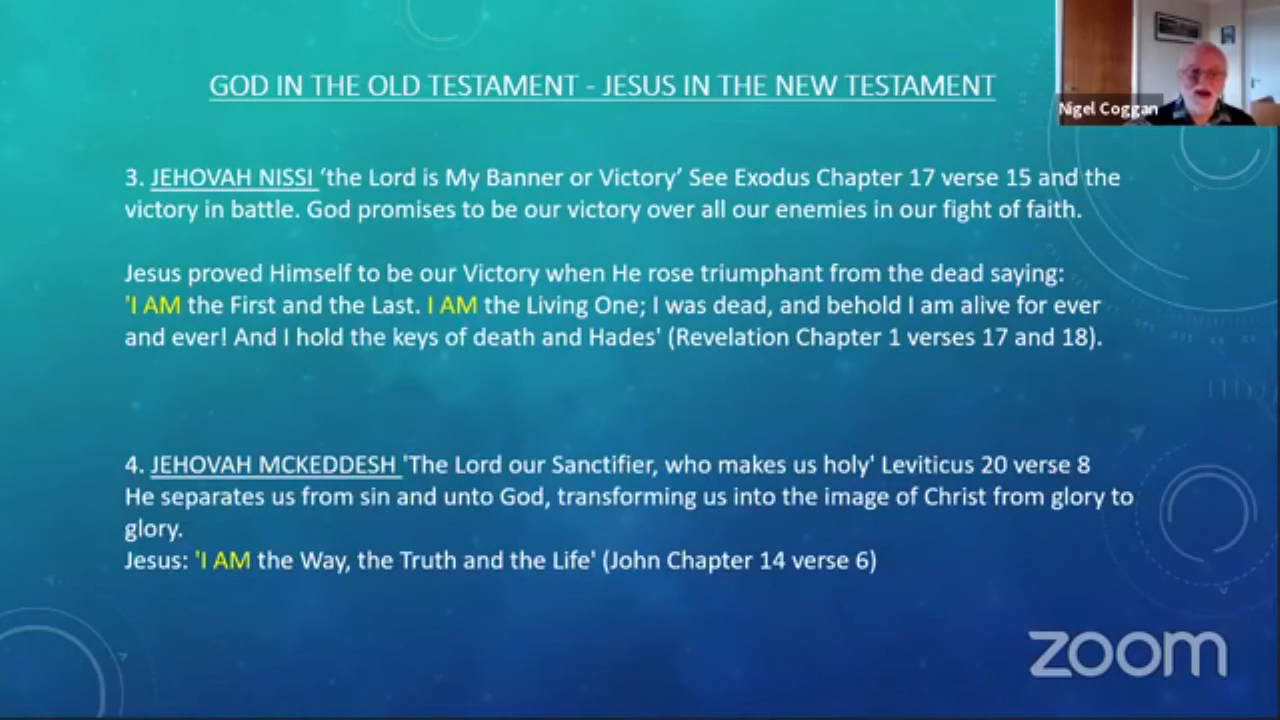 GOD IN THE OLD TESTAMENT - JESUS IN THE NEW TESTAMENT
Nigel Coggan
3. JEHOVAH NISSI ‘the Lord is My Banner or Victory’ See Exodus Chapter 17 verse 15 and the
victory in battle. God promises to be our victory over all our enemies in our fight of faith.
Jesus proved Himself to be our Victory when He rose triumphant from the dead saying:
'I AM the First and the Last. I AM the Living One; I was dead, and behold I am alive for ever
and ever! And I hold the keys of death and Hades' (Revelation Chapter 1 verses 17 and 18).
4. JEHOVAH MCKEDDESH 'The Lord our Sanctifier, who makes us holy' Leviticus 20 verse 8
He separates us from sin and unto God, transforming us into the image of Christ from glory to
glory.
Jesus: 'I AM the Way, the Truth and the Life' (John Chapter 14 verse 6)
zoom